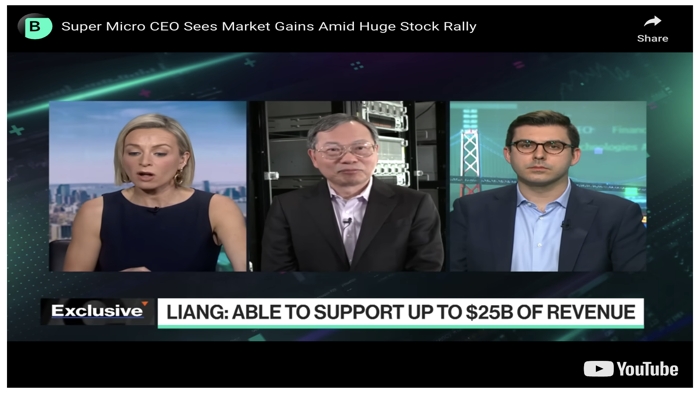 B
Super Micro CEO Sees Market Gains Amid Huge Stock Rally
Share
Exclusive
LIANG: ABLE TO SUPPORT UP TO $25B OF REVENUE
YouTube